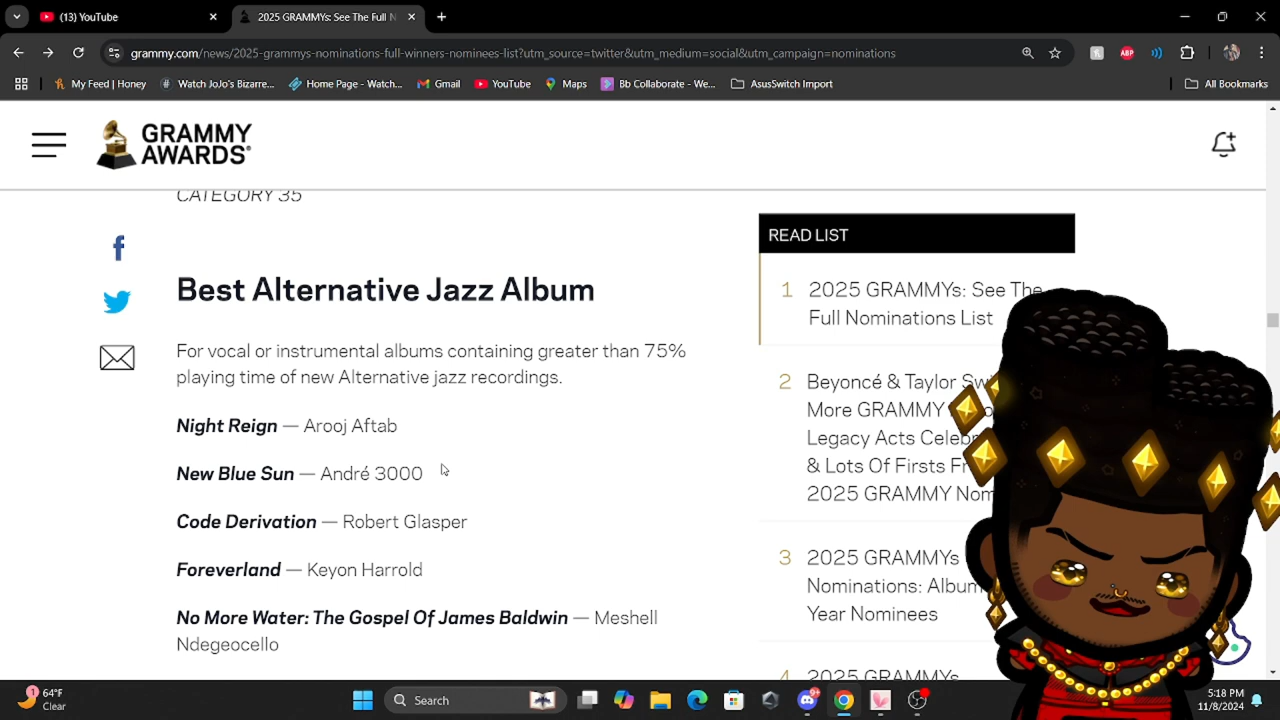 (13) YouTube
2025 GRAMMYs: See The Full N
grammy.com/news/2025-grammys-nominations-full-winners-nominees-list?utm_source=twitter&utm_medium=social&utm_campaign=nominations
ABP
My Feed | Honey
Watch JoJo's Bizarre...
Home Page - Watch...
Gmail
YouTube
Maps
Bb Collaborate - We...
AssSwitch Import
All Bookmarks
GRAMMY
AWARDS®
CATEGORY 35
Best Alternative Jazz Album
For vocal or instrumental albums containing greater than 75%
playing time of new Alternative jazz recordings.
Night Reign — Arooj Aftab
New Blue Sun — André 3000
Code Derivation — Robert Glasper
Foreverland — Keyon Harrold
No More Water: The Gospel Of James Baldwin — Meshell
Ndegeocello
READ LIST
1 2025 GRAMMYs: See The
Full Nominations List
2 Beyoncé & Taylor
More GRAMMY
Legacy Acts
& Lots Of Firsts
2025 GRAMMY
3 2025 GRAMMYs
Nominations: Album
Year Nominees
4 2025 GRAMMYs
1
64°F
Clear
Search
5:18 PM
11/8/2024